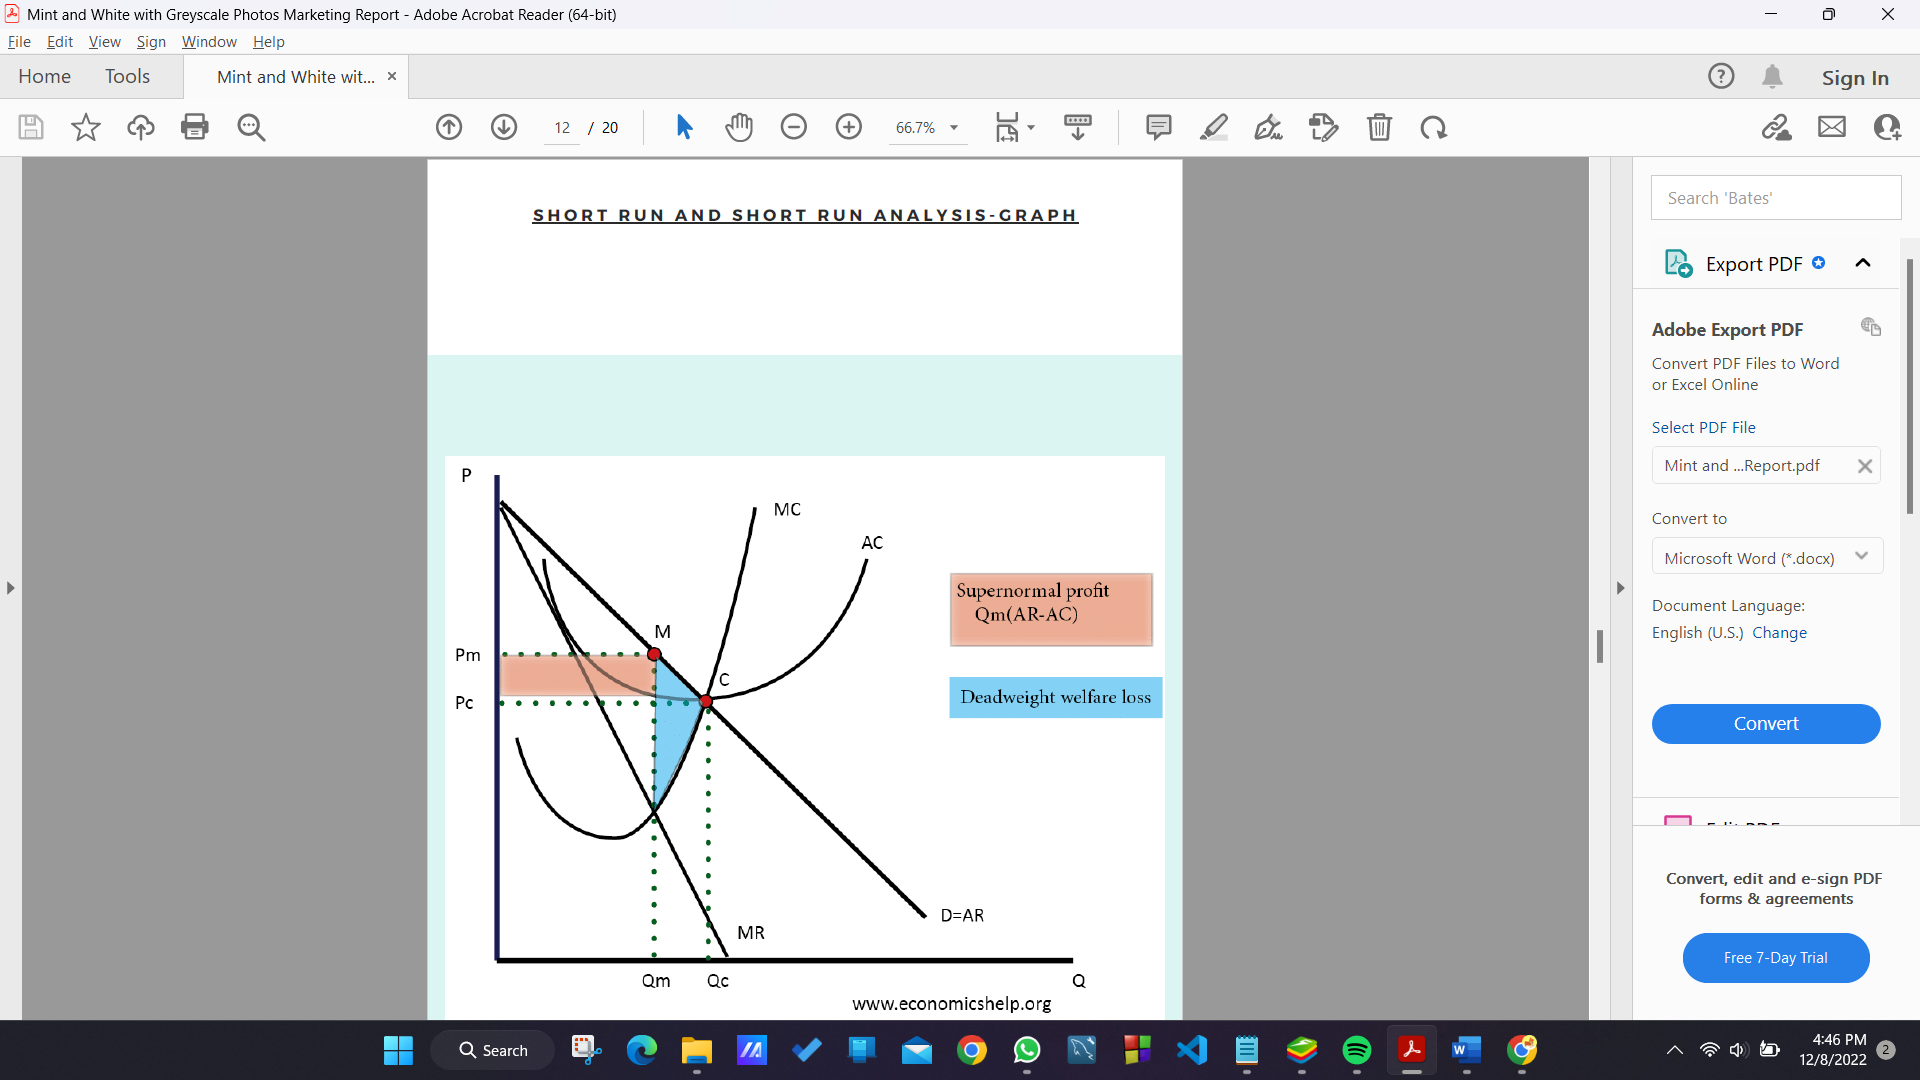 Mint and White with Greyscale Photos Marketing Report - Adobe Acrobat Reader (64-bit)
File Edit View Sign Window Help
Home Tools Mint and White wit... × Sign In
12 / 20 66.7%
SHORT RUN AND SHORT RUN ANALYSIS-GRAPH
P
MC
AC
Supernormal profit
Qm(AR-AC)
M
Pm
C
Pc
Deadweight welfare loss
D=AR
MR
Qm Qc Q
www.economicshelp.org
Search 'Bates'
Export PDF
Adobe Export PDF
Convert PDF Files to Word
or Excel Online
Select PDF File
Mint and ...Report.pdf
Convert to
Microsoft Word (*.docx)
Document Language:
English (U.S.) Change
Convert
Convert, edit and e-sign PDF
forms & agreements
Free 7-Day Trial
Search
4:46 PM
12/8/2022
2